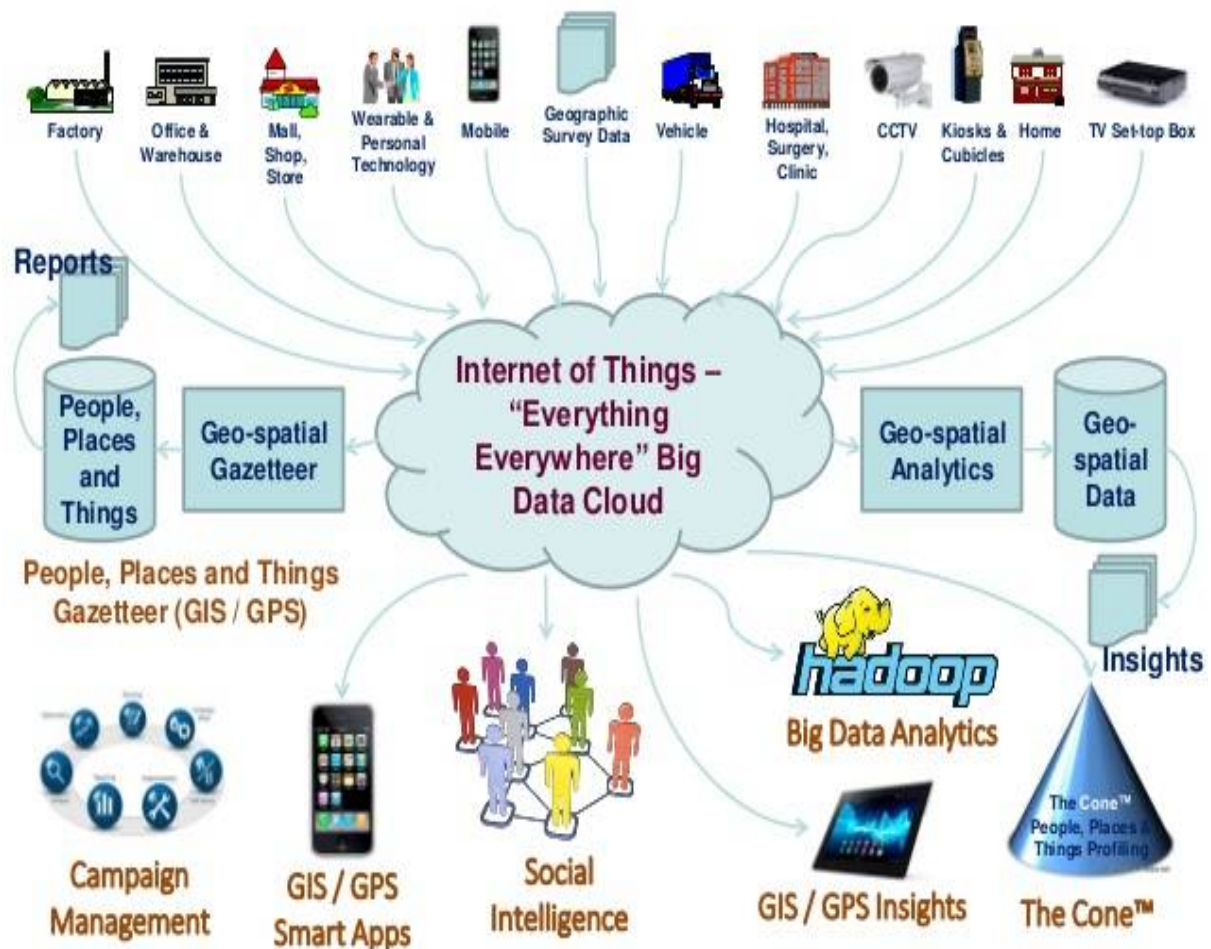 Factory
Office &
Warehouse
Mall,
Shop,
Store
Wearable &
Personal
Technology
Mobile
Geographic
Survey Data
Vehicle
Hospital,
Surgery,
Clinic
CCTV
Kiosks &
Cubicles
Home
TV Set-top Box
Reports
People,
Places
and
Things
Geo-spatial
Gazetteer
Internet of Things –
“Everything
Everywhere” Big
Data Cloud
Geo-spatial
Analytics
Geo-
spatial
Data
People, Places and Things
Gazetteer (GIS / GPS)
Insights
hadoop
Big Data Analytics
The Cone™
People, Places &
Things Profiling
Campaign
Management
GIS / GPS
Smart Apps
Social
Intelligence
GIS / GPS Insights
The Cone™